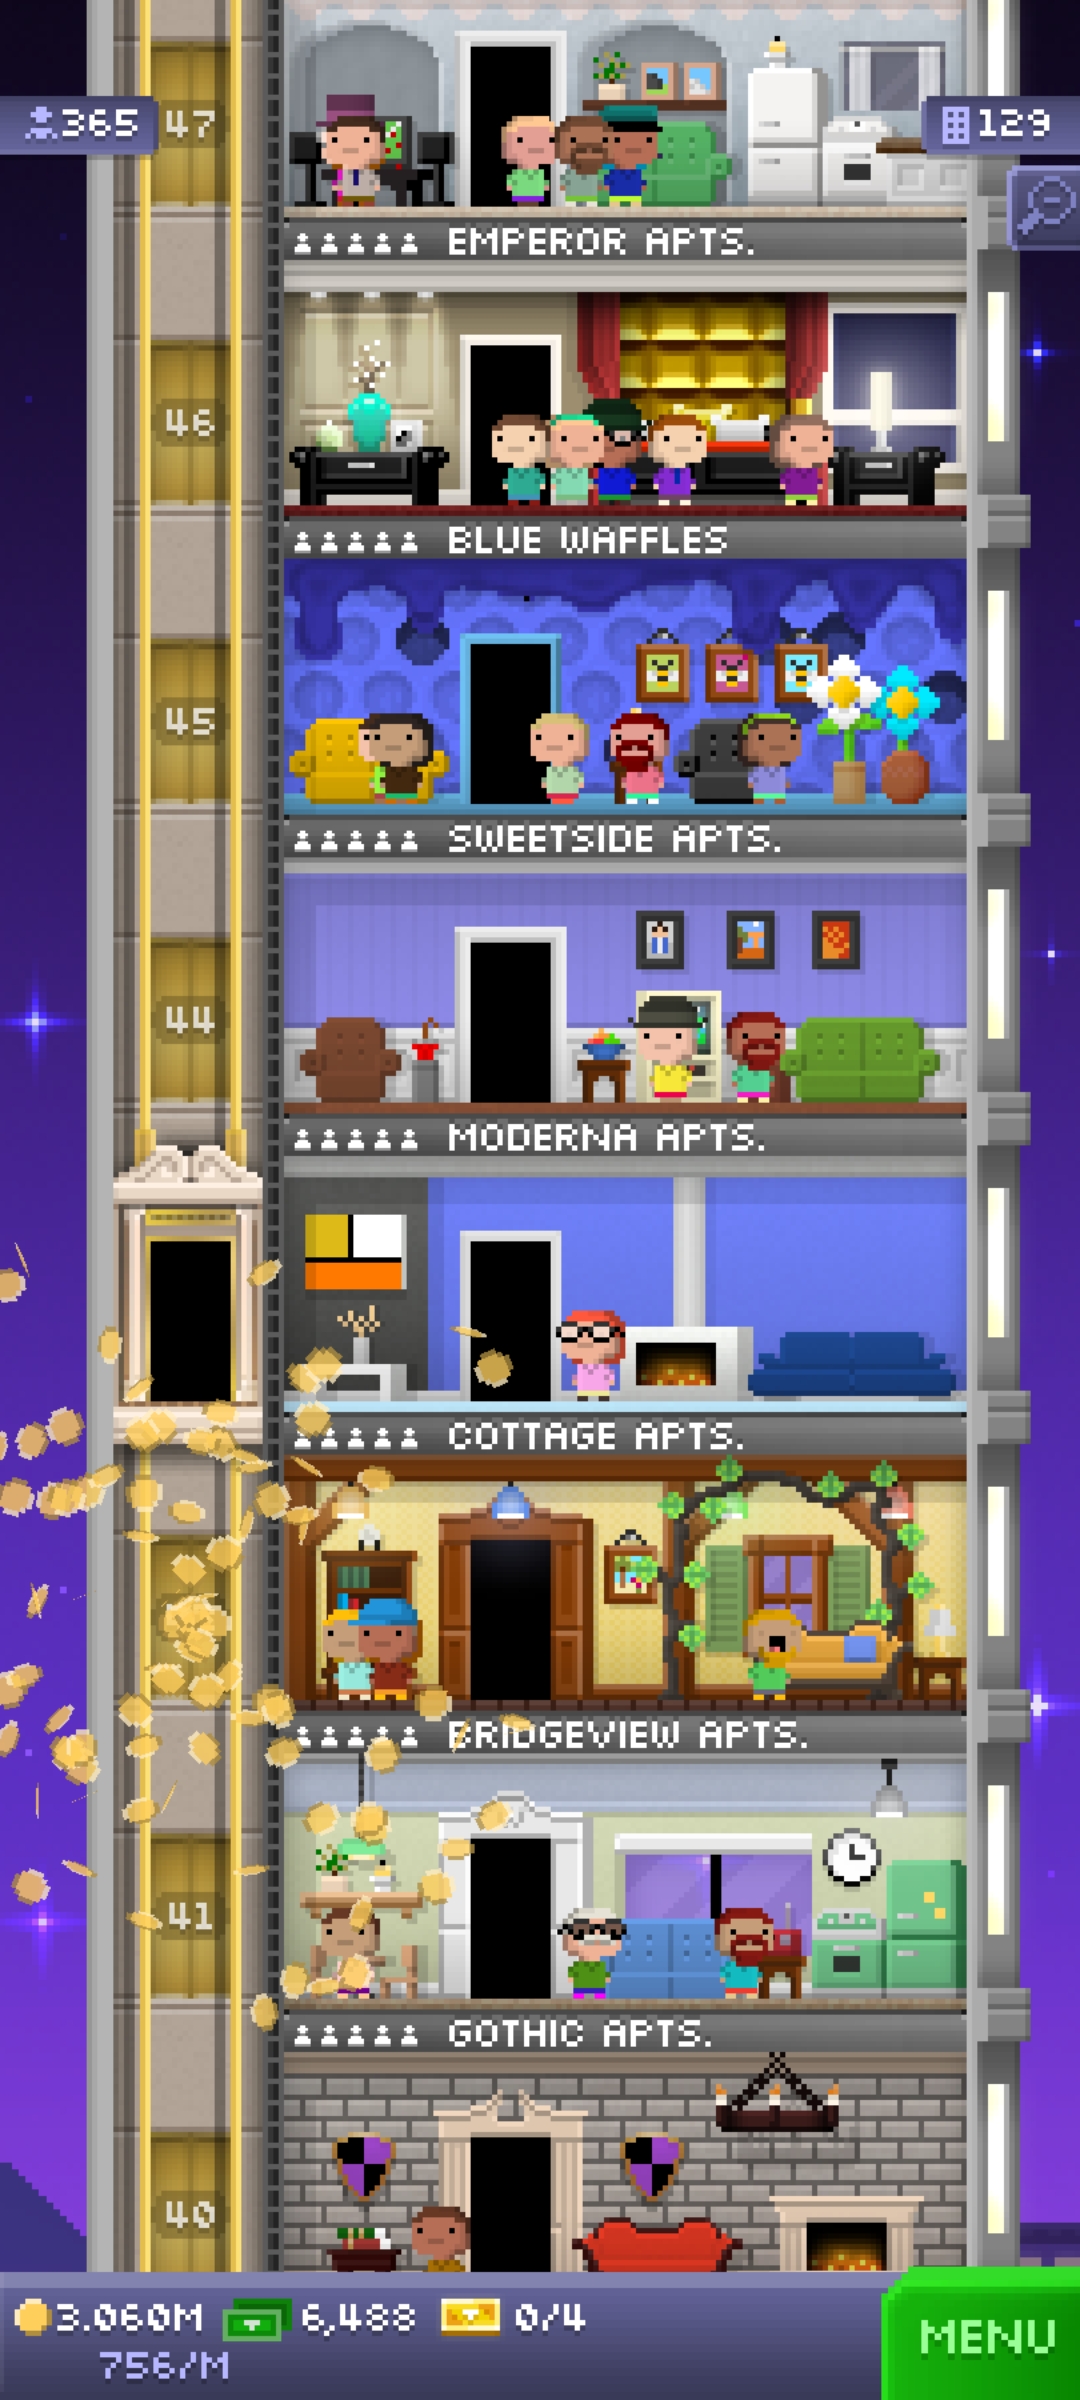 365
47
129
EMPEROR APTS.
46
BLUE WAFFLES
45
SWEETSIDE APTS.
44
MODERNA APTS.
COTTAGE APTS.
BRIDGEVIEW APTS.
41
GOTHIC APTS.
40
3.060M 6,488 0/4
756/M
MENU